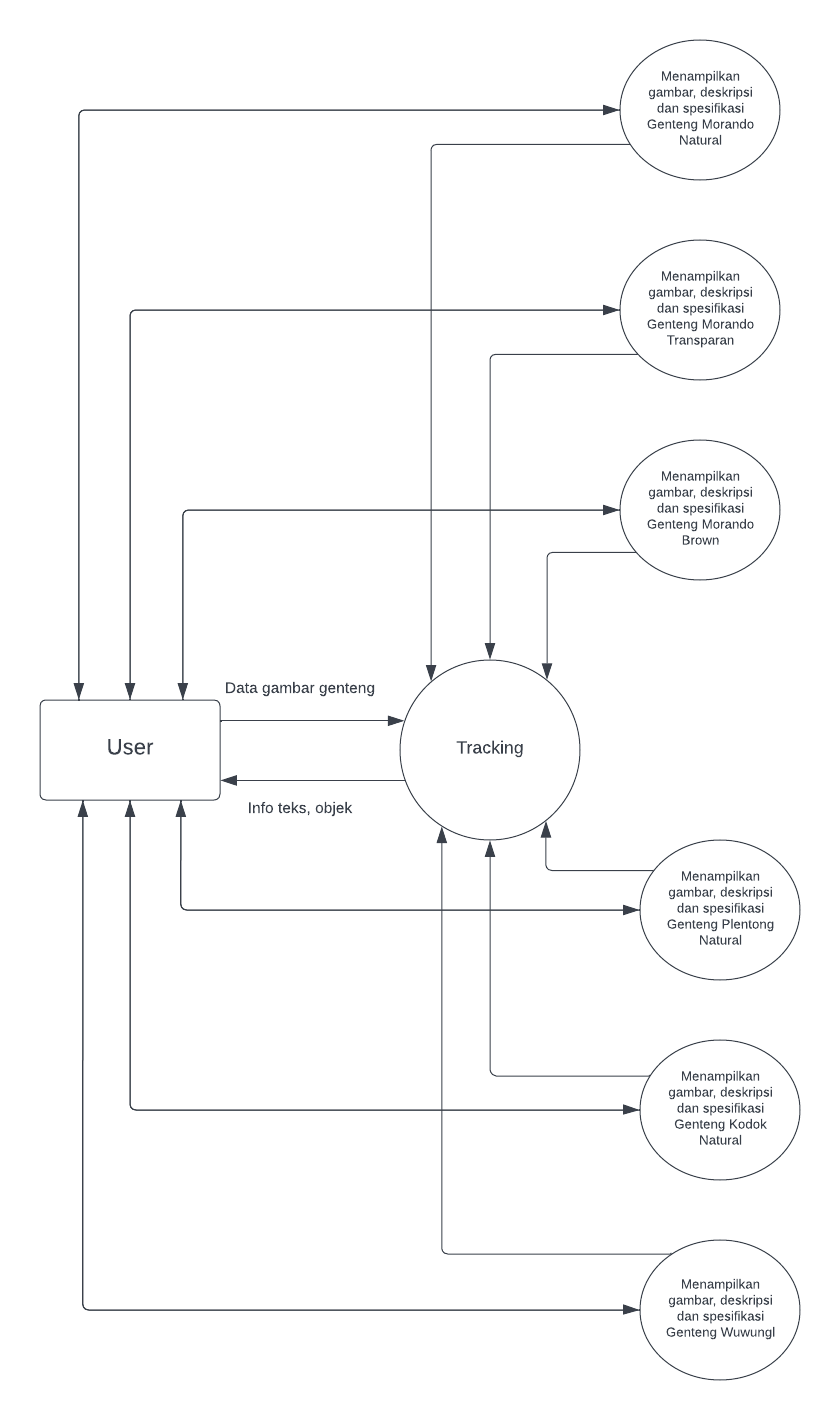 Menampilkan
gambar, deskripsi
dan spesifikasi
Genteng Morando
Natural
Menampilkan
gambar, deskripsi
dan spesifikasi
Genteng Morando
Transparan
Menampilkan
gambar, deskripsi
dan spesifikasi
Genteng Morando
Brown
Data gambar genteng
User
Tracking
Info teks, objek
Menampilkan
gambar, deskripsi
dan spesifikasi
Genteng Plentong
Natural
Menampilkan
gambar, deskripsi
dan spesifikasi
Genteng Kodok
Natural
Menampilkan
gambar, deskripsi
dan spesifikasi
Genteng Wuwungl